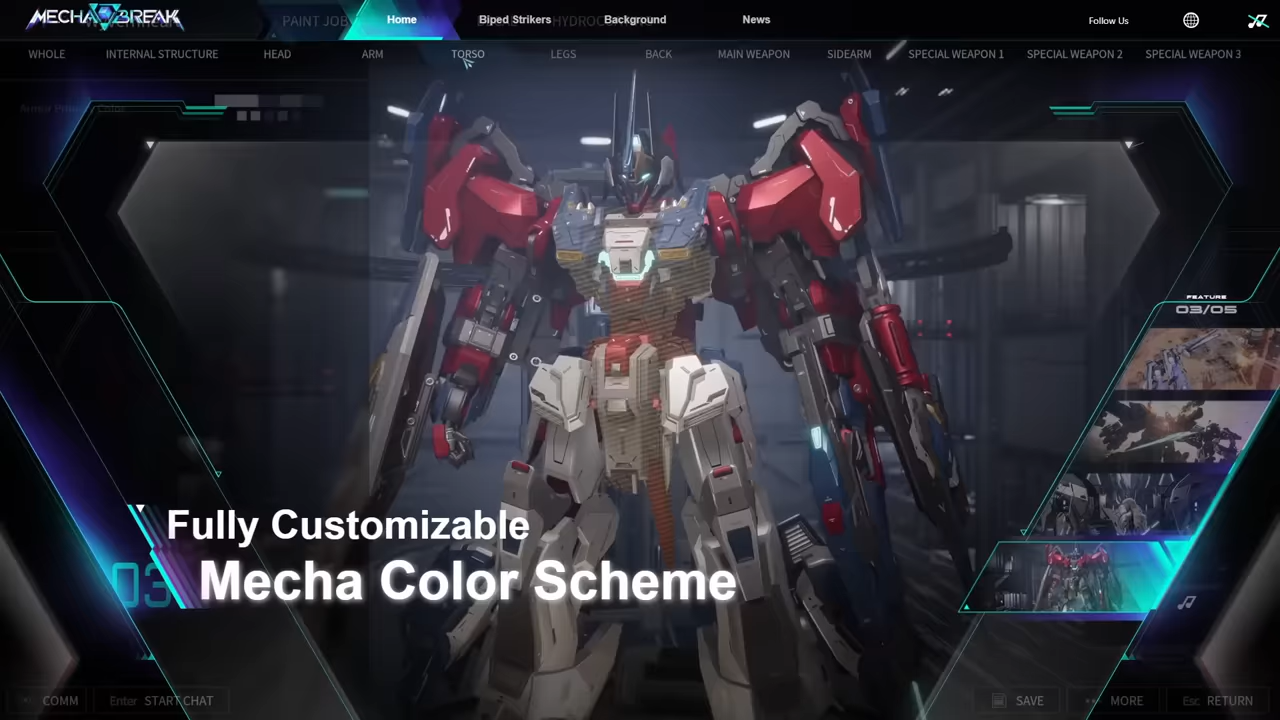 MECHA BREAK
PAINT JOB
Home
Biped Strikers
HYDROC
Background
News
Follow Us
WHOLE
INTERNAL STRUCTURE
HEAD
ARM
TORSO
LEGS
BACK
MAIN WEAPON
SIDEARM
SPECIAL WEAPON 1
SPECIAL WEAPON 2
SPECIAL WEAPON 3
FEATURE
03/05
Fully Customizable
03
Mecha Color Scheme
COMM
Enter START CHAT
SAVE
MORE
Esc RETURN